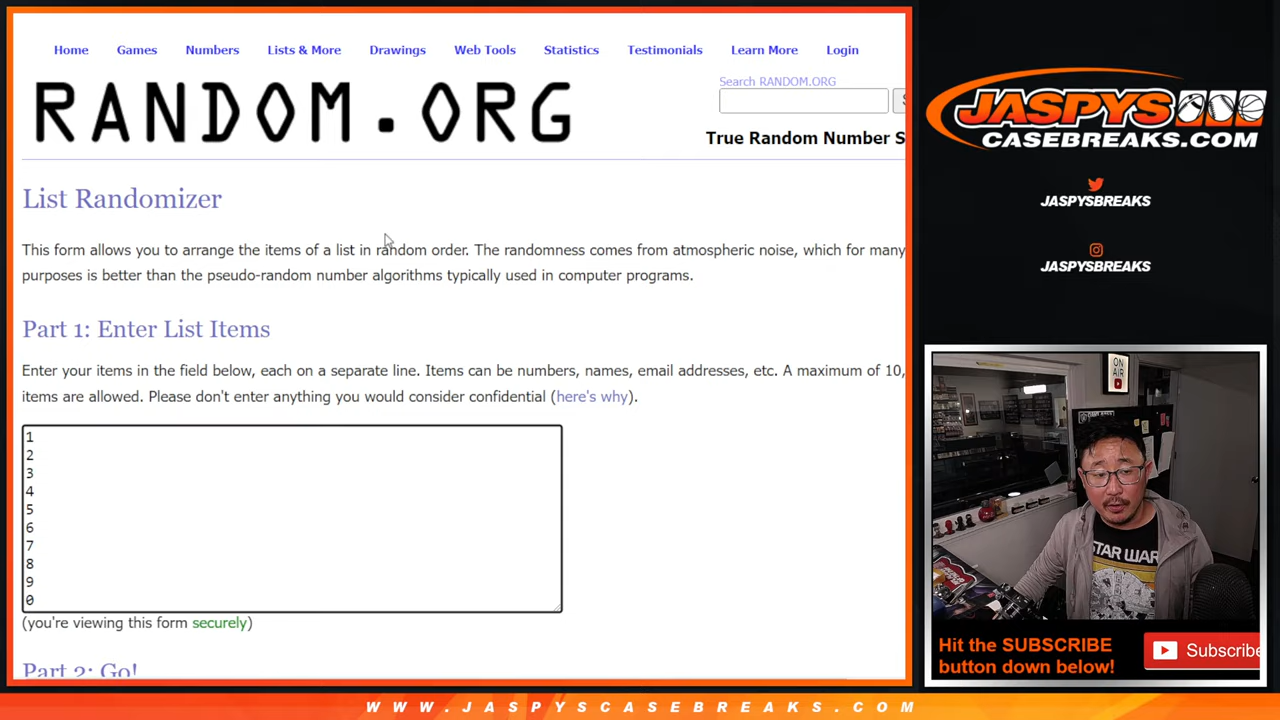 Home Games Numbers Lists & More Drawings Web Tools Statistics Testimonials Learn More Login
RANDOM.ORG
Search RANDOM.ORG
True Random Number S
List Randomizer
This form allows you to arrange the items of a list in random order. The randomness comes from atmospheric noise, which for many
purposes is better than the pseudo-random number algorithms typically used in computer programs.
Part 1: Enter List Items
Enter your items in the field below, each on a separate line. Items can be numbers, names, email addresses, etc. A maximum of 10,
items are allowed. Please don't enter anything you would consider confidential (here's why).
1
2
3
4
5
6
7
8
9
0
(you're viewing this form securely)
Part 2: Go!
JASPYS
CASEBREAKS.COM
JASPYSBREAKS
JASPYSBREAKS
ON
AIR
STAR WARS
Hit the SUBSCRIBE
button down below!
Subscribe
WWW.JASPYSCASEBREAKS.COM